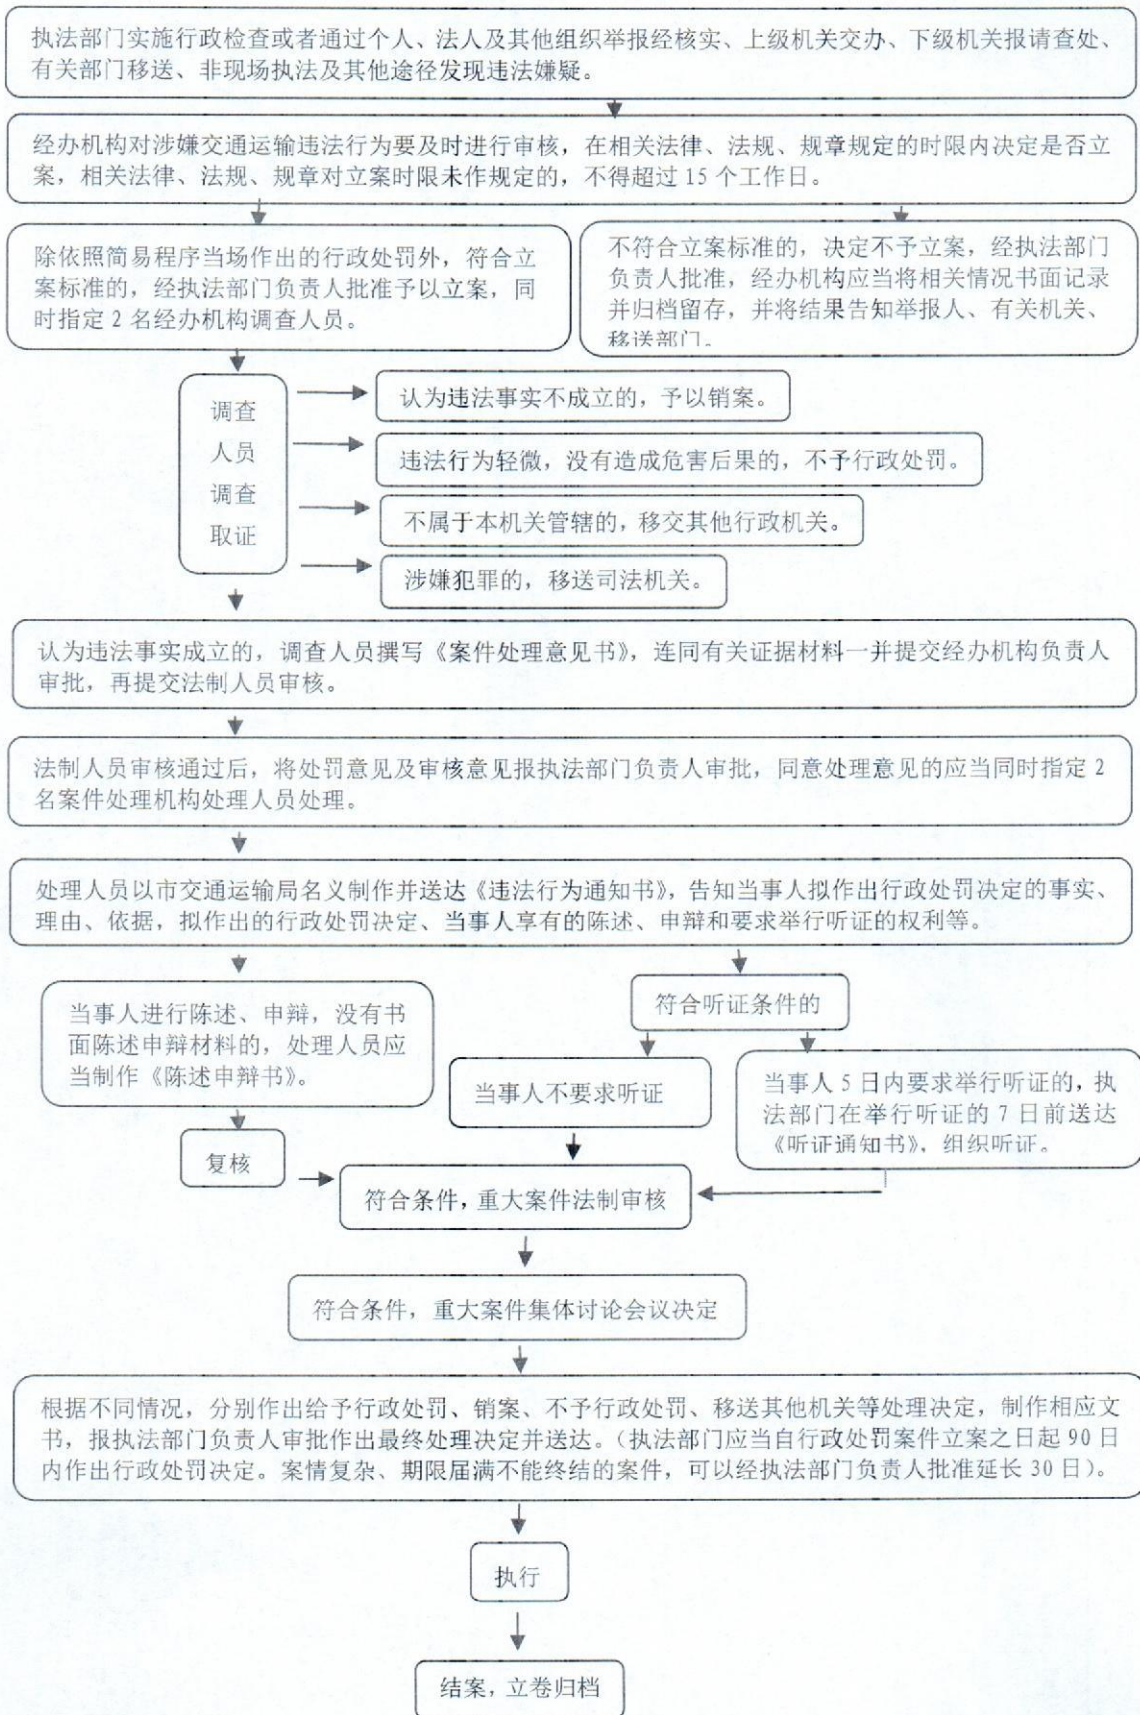 执法部门实施行政检查或者通过个人、法人及其他组织举报经核实、上级机关交办、下级机关报请查处、
有关部门移送、非现场执法及其他途径发现违法嫌疑。
经办机构对涉嫌交通运输违法行为要及时进行审核，在相关法律、法规、规章规定的时限内决定是否立
案，相关法律、法规、规章对立案时限未作规定的，不得超过 15 个工作日。
除依照简易程序当场作出的行政处罚外，符合立
案标准的，经执法部门负责人批准予以立案，同
时指定 2 名经办机构调查人员。
不符合立案标准的，决定不予立案，经执法部门
负责人批准，经办机构应当将相关情况书面记录
并归档留存，并将结果告知举报人、有关机关、
移送部门。
调查
人员
调查
取证
认为违法事实不成立的，予以销案。
违法行为轻微，没有造成危害后果的，不予行政处罚。
不属于本机关管辖的，移交其他行政机关。
涉嫌犯罪的，移送司法机关。
认为违法事实成立的，调查人员撰写《案件处理意见书》，连同有关证据材料一并提交经办机构负责人
审批，再提交法制人员审核。
法制人员审核通过后，将处罚意见及审核意见报执法部门负责人审批，同意处理意见的应当同时指定 2
名案件处理机构处理人员处理。
处理人员以市交通运输局名义制作并送达《违法行为通知书》，告知当事人拟作出行政处罚决定的事实、
理由、依据，拟作出的行政处罚决定、当事人享有的陈述、申辩和要求举行听证的权利等。
当事人进行陈述、申辩，没有书
面陈述申辩材料的，处理人员应
当制作《陈述申辩书》。
符合听证条件的
当事人不要求听证
当事人 5 日内要求举行听证的，执
法部门在举行听证的 7 日前送达
《听证通知书》，组织听证。
复核
符合条件，重大案件法制审核
符合条件，重大案件集体讨论会议决定
根据不同情况，分别作出给予行政处罚、销案、不予行政处罚、移送其他机关等处理决定，制作相应文
书，报执法部门负责人审批作出最终处理决定并送达。（执法部门应当自行政处罚案件立案之日起 90 日
内作出行政处罚决定。案情复杂、期限届满不能终结的案件，可以经执法部门负责人批准延长 30 日）。
执行
结案，立卷归档